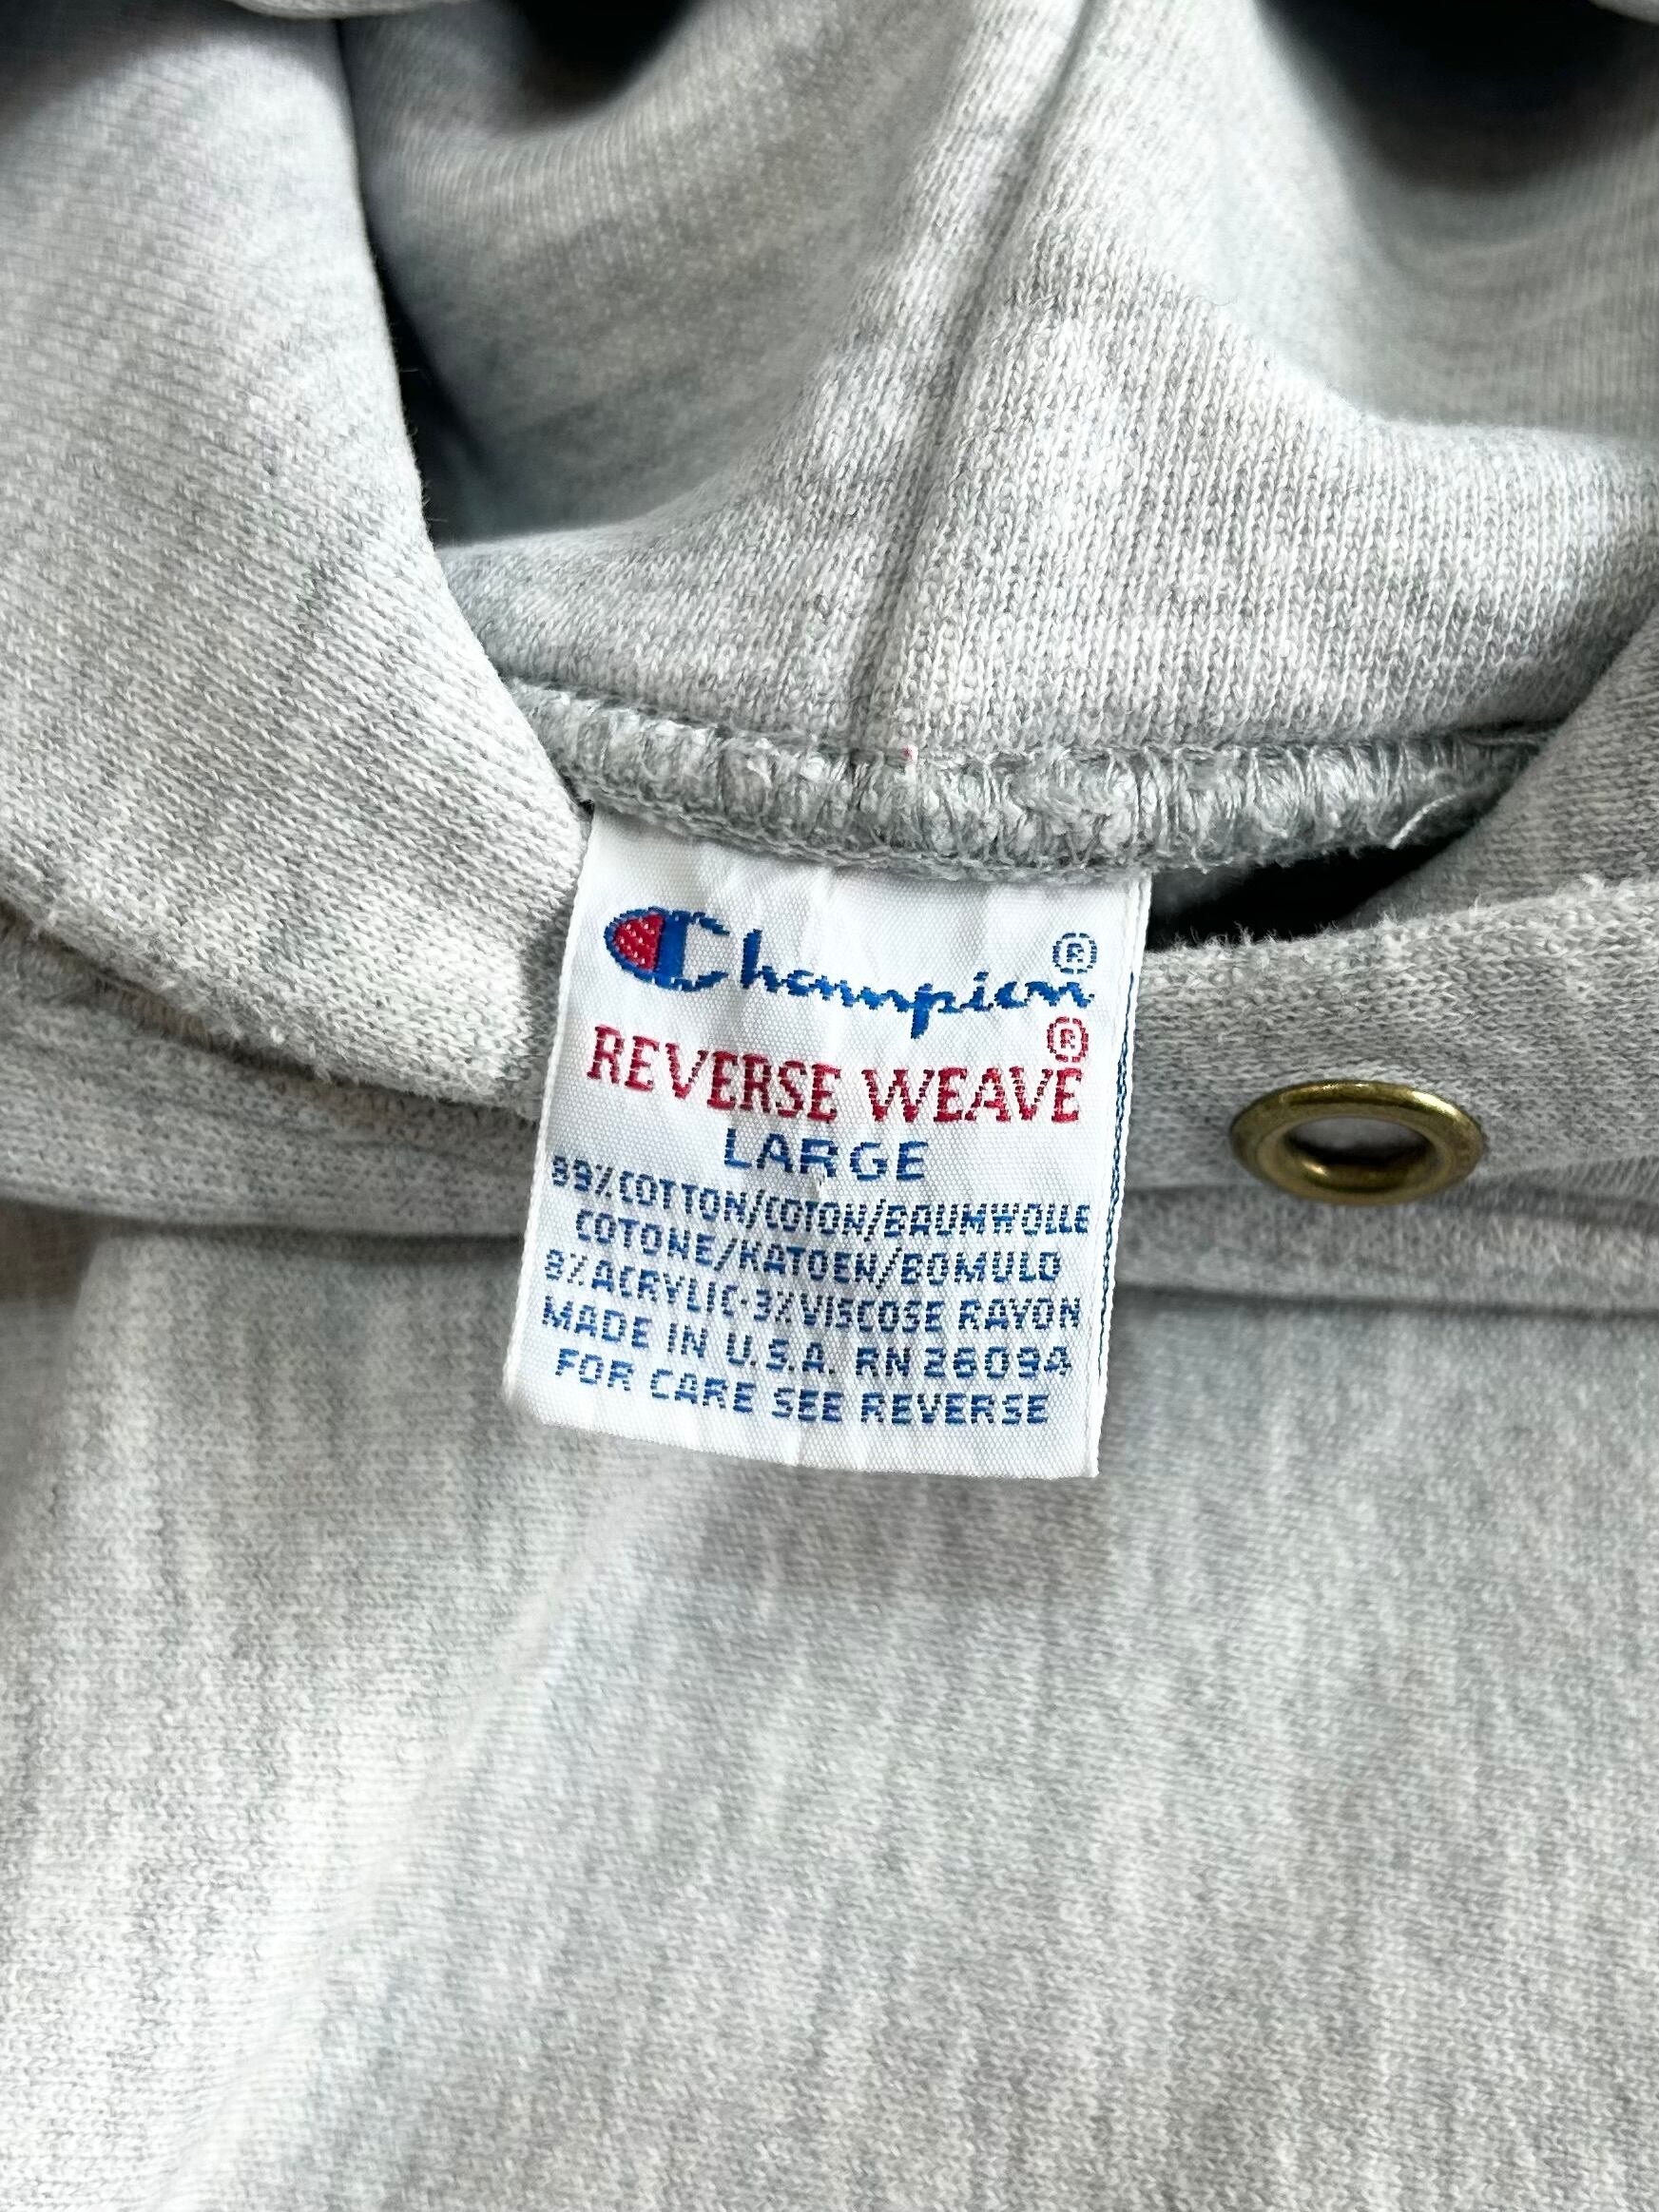 Champion®
REVERSE WEAVE®
LARGE
89%COTTON/COTON/BAUMWOLLE
COTONE/KATOEN/BOMULD
8%ACRYLIC·3%VISCOSE RAYON
MADE IN U.S.A. RN 26094
FOR CARE SEE REVERSE